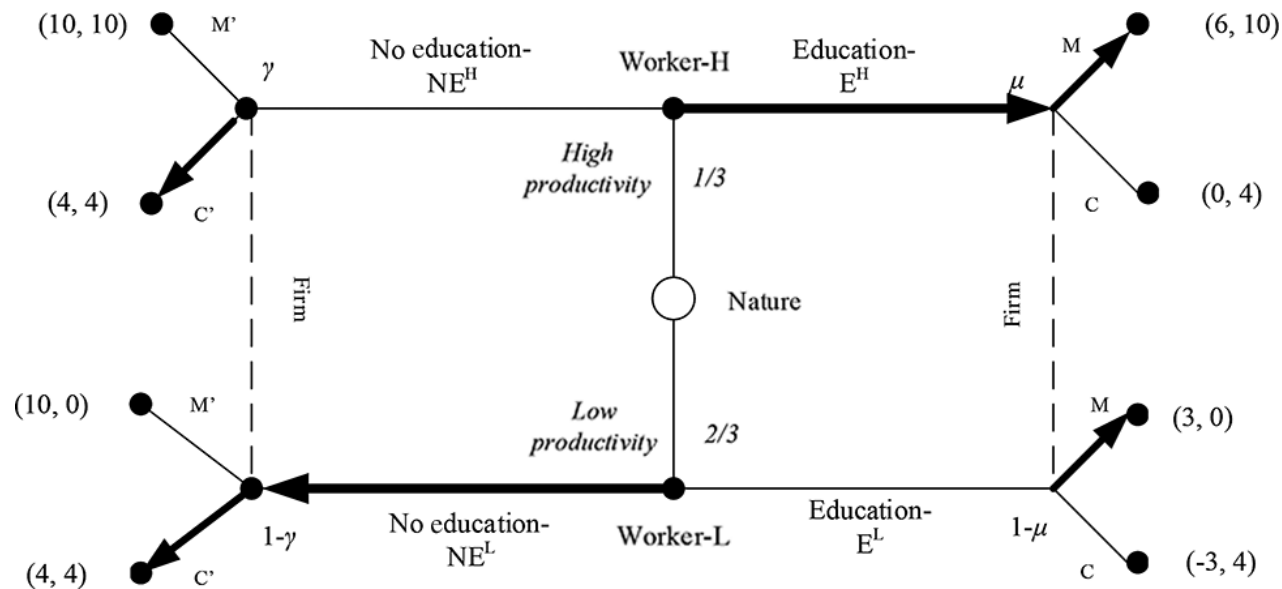 (10, 10)
M’
No education-
NE^H
Worker-H
Education-
E^H
M
(6, 10)
γ
μ
High
productivity
1/3
(4, 4)
C’
C
(0, 4)
Firm
Nature
Firm
(10, 0)
M’
Low
productivity
2/3
M
(3, 0)
1-γ
No education-
NE^L
Worker-L
Education-
E^L
1-μ
(4, 4)
C’
C
(-3, 4)